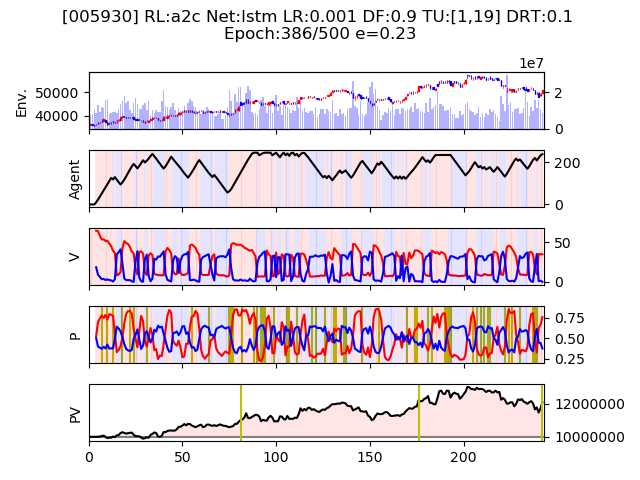 [005930] RL:a2c Net:lstm LR:0.001 DF:0.9 TU:[1,19] DRT:0.1
Epoch:386/500 e=0.23
1e7
Env.
50000
40000
2
0
Agent
200
0
V
50
0
P
0.75
0.50
0.25
PV
12000000
10000000
0 50 100 150 200